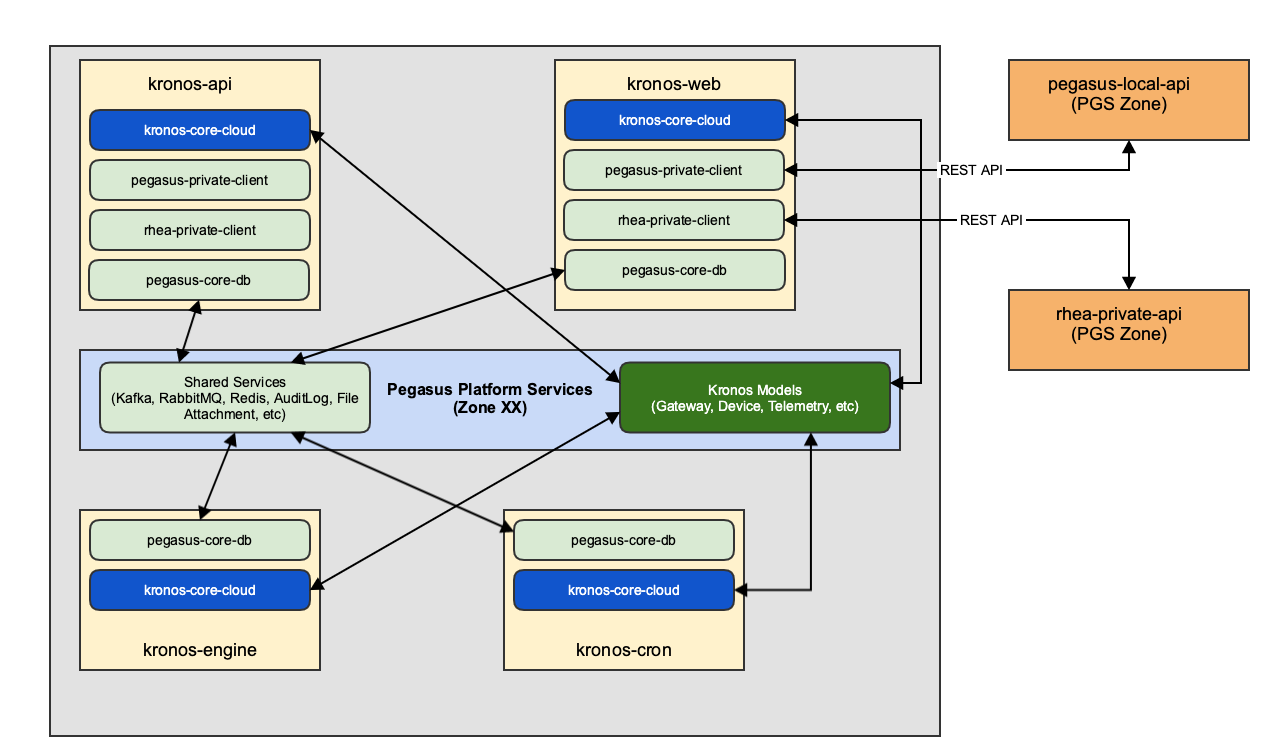 kronos-api
kronos-core-cloud
pegasus-private-client
rhea-private-client
pegasus-core-db
kronos-web
kronos-core-cloud
pegasus-private-client
rhea-private-client
pegasus-core-db
pegasus-local-api
(PGS Zone)
REST API
REST API
rhea-private-api
(PGS Zone)
Shared Services
(Kafka, RabbitMQ, Redis, AuditLog, File
Attachment, etc)
Pegasus Platform Services
(Zone XX)
Kronos Models
(Gateway, Device, Telemetry, etc)
pegasus-core-db
kronos-core-cloud
kronos-engine
pegasus-core-db
kronos-core-cloud
kronos-cron